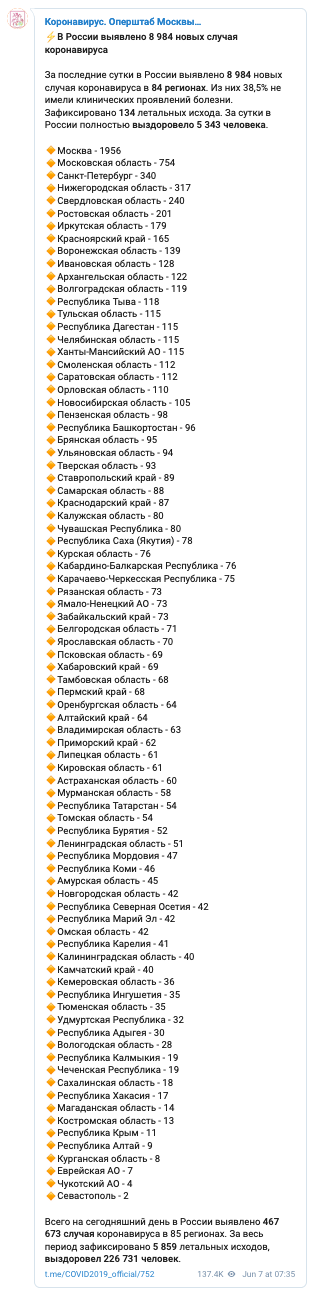 Коронавирус. Оперштаб Москвы…
⚡В России выявлено 8 984 новых случая
коронавируса
За последние сутки в России выявлено 8 984 новых
случая коронавируса в 84 регионах. Из них 38,5% не
имели клинических проявлений болезни.
Зафиксировано 134 летальных исхода. За сутки в
России полностью выздоровело 5 343 человека.
🔸Москва - 1956
🔸Московская область - 754
🔸Санкт-Петербург - 340
🔸Нижегородская область - 317
🔸Свердловская область - 240
🔸Ростовская область - 201
🔸Иркутская область - 179
🔸Красноярский край - 165
🔸Воронежская область - 139
🔸Ивановская область - 128
🔸Архангельская область - 122
🔸Волгоградская область - 119
🔸Республика Тыва - 118
🔸Тульская область - 115
🔸Республика Дагестан - 115
🔸Челябинская область - 115
🔸Ханты-Мансийский АО - 115
🔸Смоленская область - 112
🔸Саратовская область - 112
🔸Орловская область - 110
🔸Новосибирская область - 105
🔸Пензенская область - 98
🔸Республика Башкортостан - 96
🔸Брянская область - 95
🔸Ульяновская область - 94
🔸Тверская область - 93
🔸Ставропольский край - 89
🔸Самарская область - 88
🔸Краснодарский край - 87
🔸Калужская область - 80
🔸Чувашская Республика - 80
🔸Республика Саха (Якутия) - 78
🔸Курская область - 76
🔸Кабардино-Балкарская Республика - 76
🔸Карачаево-Черкесская Республика - 75
🔸Рязанская область - 73
🔸Ямало-Ненецкий АО - 73
🔸Забайкальский край - 73
🔸Белгородская область - 71
🔸Ярославская область - 70
🔸Псковская область - 69
🔸Хабаровский край - 69
🔸Тамбовская область - 68
🔸Пермский край - 68
🔸Оренбургская область - 64
🔸Алтайский край - 64
🔸Владимирская область - 63
🔸Приморский край - 62
🔸Липецкая область - 61
🔸Кировская область - 61
🔸Астраханская область - 60
🔸Мурманская область - 58
🔸Республика Татарстан - 54
🔸Томская область - 54
🔸Республика Бурятия - 52
🔸Ленинградская область - 51
🔸Республика Мордовия - 47
🔸Республика Коми - 46
🔸Амурская область - 45
🔸Новгородская область - 42
🔸Республика Северная Осетия - 42
🔸Республика Марий Эл - 42
🔸Омская область - 42
🔸Республика Карелия - 41
🔸Калининградская область - 40
🔸Камчатский край - 40
🔸Кемеровская область - 36
🔸Республика Ингушетия - 35
🔸Тюменская область - 35
🔸Удмуртская Республика - 32
🔸Республика Адыгея - 30
🔸Вологодская область - 28
🔸Республика Калмыкия - 19
🔸Чеченская Республика - 19
🔸Сахалинская область - 18
🔸Республика Хакасия - 17
🔸Магаданская область - 14
🔸Костромская область - 13
🔸Республика Крым - 11
🔸Республика Алтай - 9
🔸Курганская область - 8
🔸Еврейская АО - 7
🔸Чукотский АО - 4
🔸Севастополь - 2
Всего на сегодняшний день в России выявлено 467
673 случая коронавируса в 85 регионах. За весь
период зафиксировано 5 859 летальных исходов,
выздоровел 226 731 человек.
t.me/COVID2019_official/752 137.4K Jun 7 at 07:35